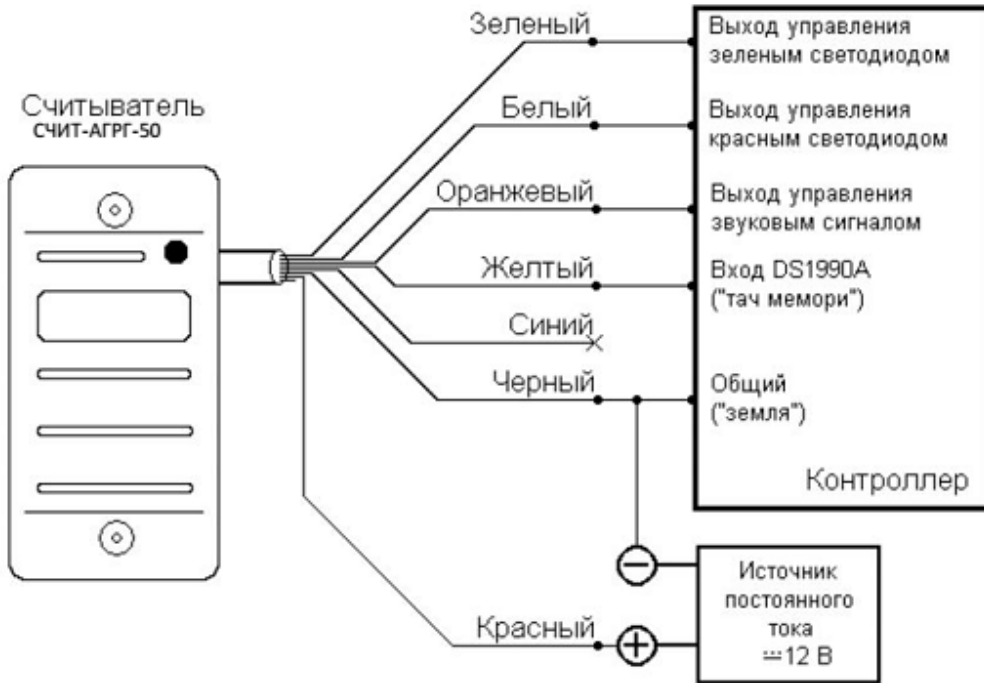 Зеленый
Выход управления
зеленым светодиодом
Считыватель
СЧИТ-АГРГ-50
Белый
Выход управления
красным светодиодом
Оранжевый
Выход управления
звуковым сигналом
Желтый
Вход DS1990A
("тач мемори")
Синий
Черный
Общий
("земля")
Контроллер
Источник
постоянного
тока
⎓12 В
Красный